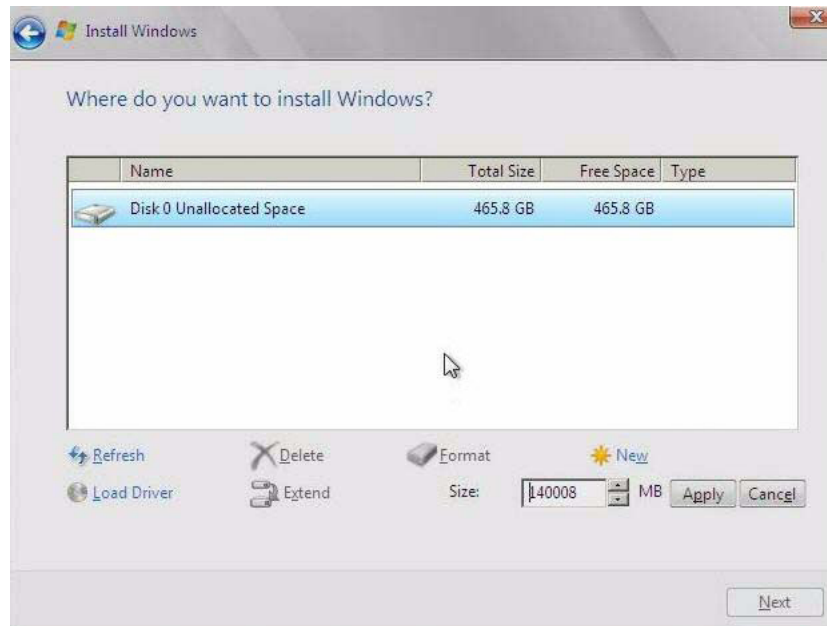 Install Windows
Where do you want to install Windows?
Name Total Size Free Space Type
Disk 0 Unallocated Space 465.8 GB 465.8 GB
Refresh Delete Format New
Load Driver Extend Size: 140008 MB Apply Cancel
Next